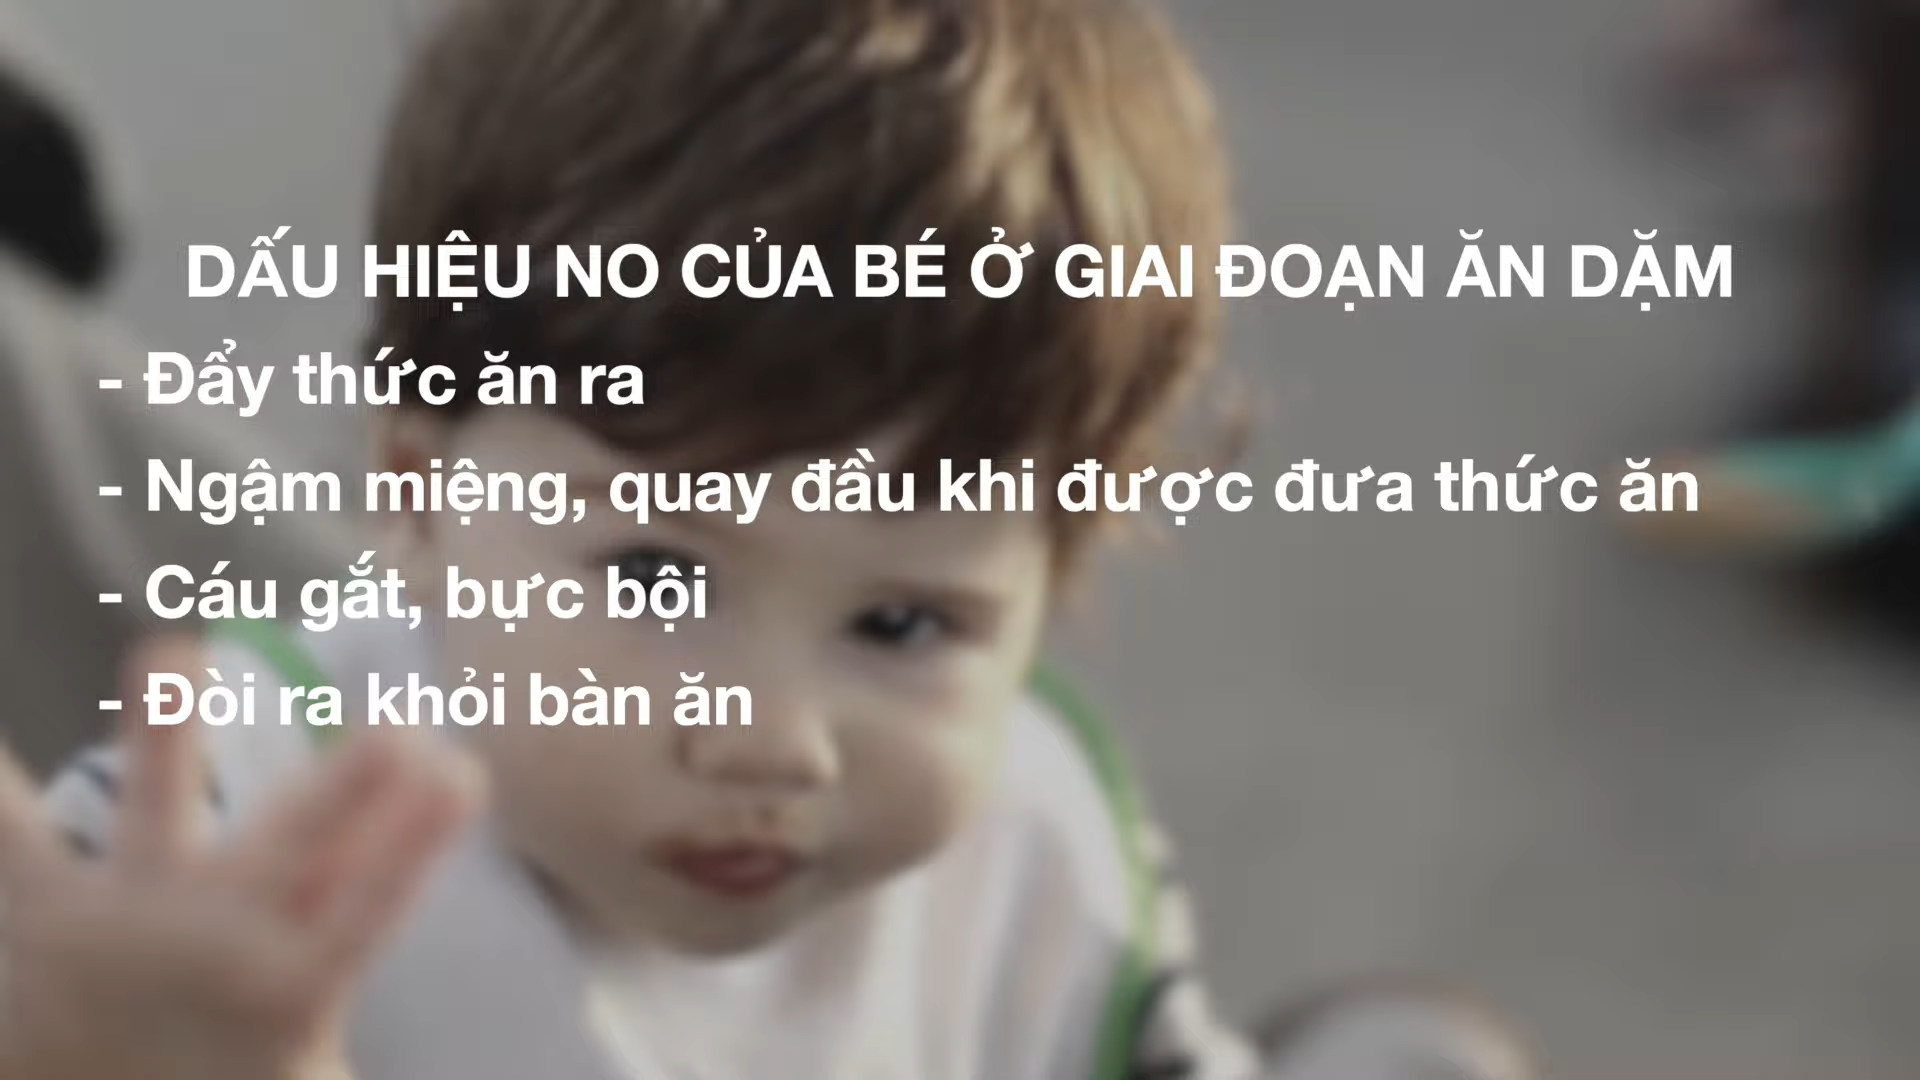 DẤU HIỆU NO CỦA BÉ Ở GIAI ĐOẠN ĂN DẶM
- Đẩy thức ăn ra
- Ngậm miệng, quay đầu khi được đưa thức ăn
- Cáu gắt, bực bội
- Đòi ra khỏi bàn ăn